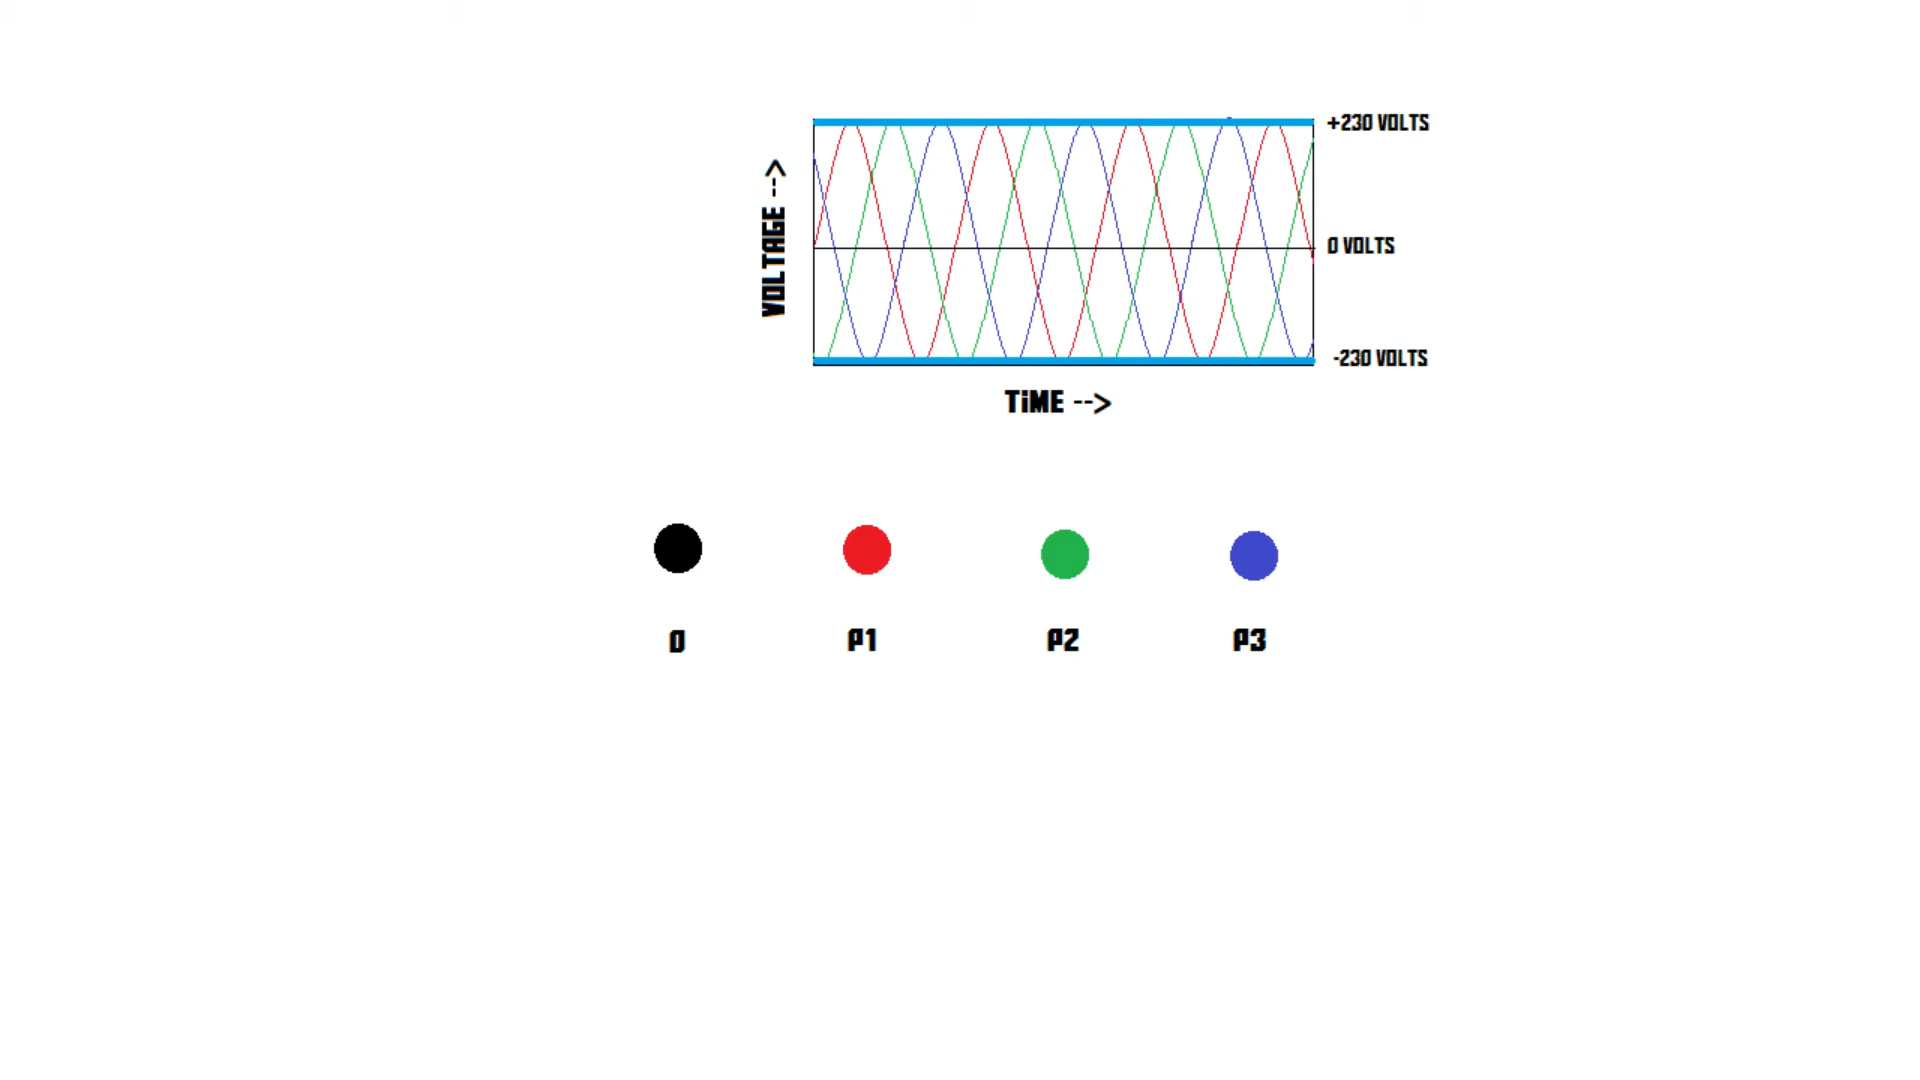 +230 VOLTS
VOLTAGE -->
0 VOLTS
-230 VOLTS
TiME -->
0 P1 P2 P3